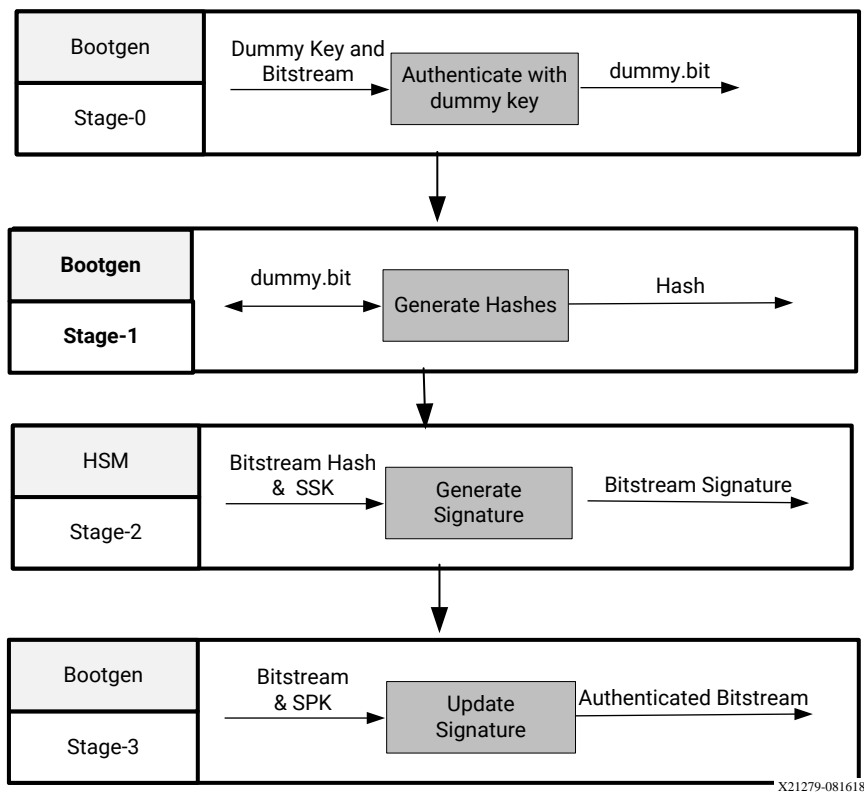 Bootgen
Stage-0
Dummy Key and
Bitstream
Authenticate with
dummy key
dummy.bit
Bootgen
Stage-1
dummy.bit
Generate Hashes
Hash
HSM
Stage-2
Bitstream Hash
& SSK
Generate
Signature
Bitstream Signature
Bootgen
Stage-3
Bitstream
& SPK
Update
Signature
Authenticated Bitstream
X21279-081618